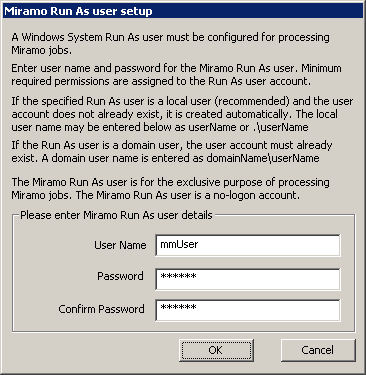 Miramo Run As user setup
A Windows System Run As user must be configured for processing
Miramo jobs.
Enter user name and password for the Miramo Run As user. Minimum
required permissions are assigned to the Run As user account.
If the specified Run As user is a local user (recommended) and the user
account does not already exist, it is created automatically. The local
user name may be entered below as userName or .\userName
If the Run As user is a domain user, the user account must already
exist. A domain user name is entered as domainName\userName
The Miramo Run As user is for the exclusive purpose of processing
Miramo jobs. The Miramo Run As user is a no-logon account.
Please enter Miramo Run As user details
User Name mmUser
Password ******
Confirm Password ******
OK Cancel